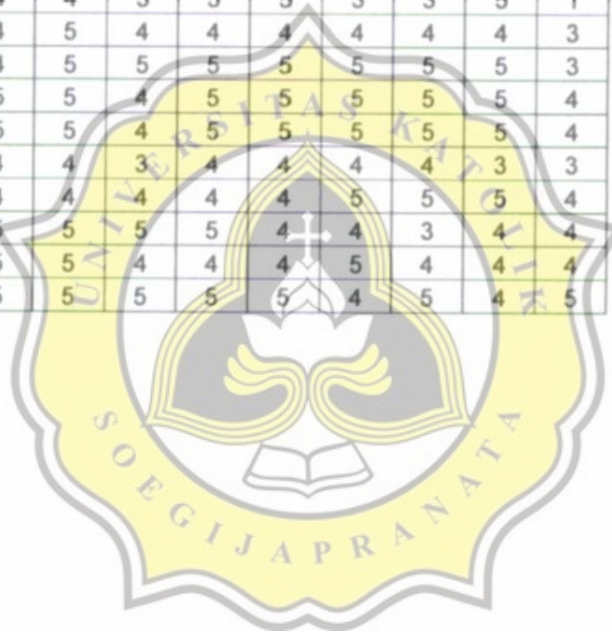 5 4 4 4 4 4 4 3
5 5 5 5 5 5 5 3
5 4 5 5 5 5 5 4
5 4 5 5 5 5 5 4
4 3 4 4 4 4 3 3
4 4 4 4 5 5 5 4
5 5 5 4 4 3 4 4
5 4 4 4 5 4 4 4
5 5 5 5 4 5 4 5
UNIVERSITAS KATOLIK
SOEGIJAPRANATA